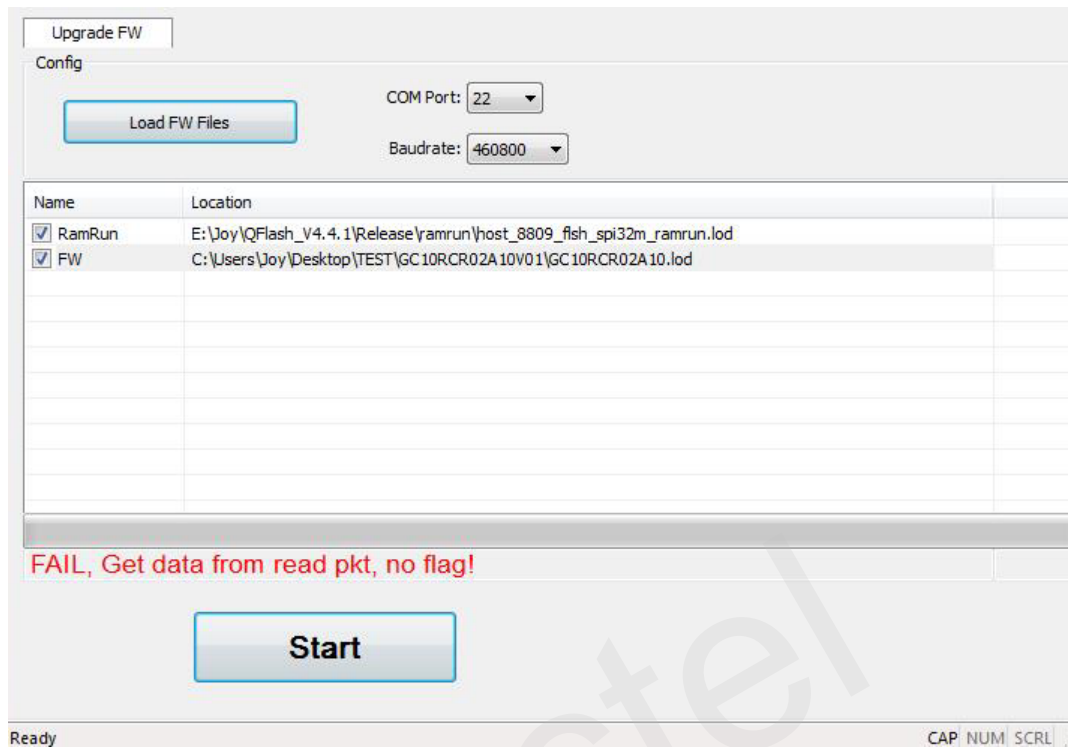 Upgrade FW
Config
Load FW Files
COM Port: 22
Baudrate: 460800
Name Location
RamRun E:\Joy\QFlash_V4.4.1\Release\ramrun\host_8809_flsh_spi32m_ramrun.lod
FW C:\Users\Joy\Desktop\TEST\GC10RCR02A10V01\GC10RCR02A10.lod
FAIL, Get data from read pkt, no flag!
Start
Ready CAP NUM SCRL
stel